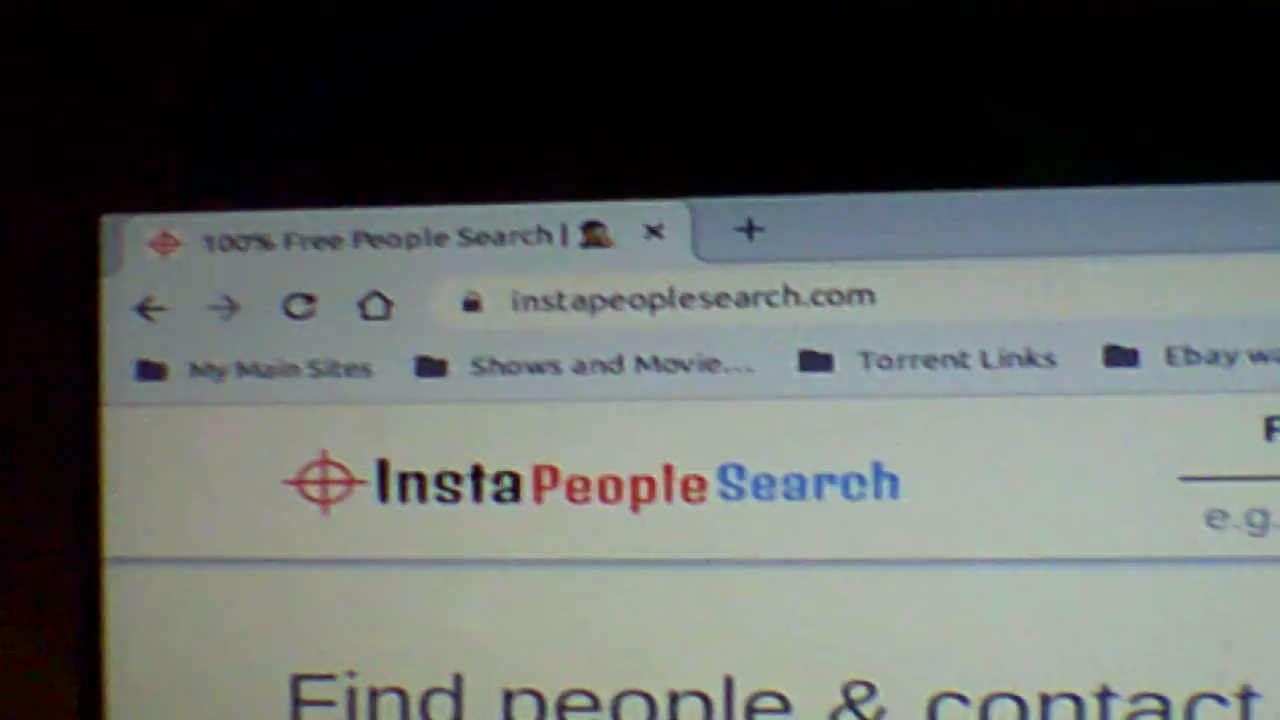 100% Free People Search |
instapeoplesearch.com
My Main Sites Shows and Movie... Torrent Links Ebay
F
InstaPeopleSearch
e.g.
Find people & contact